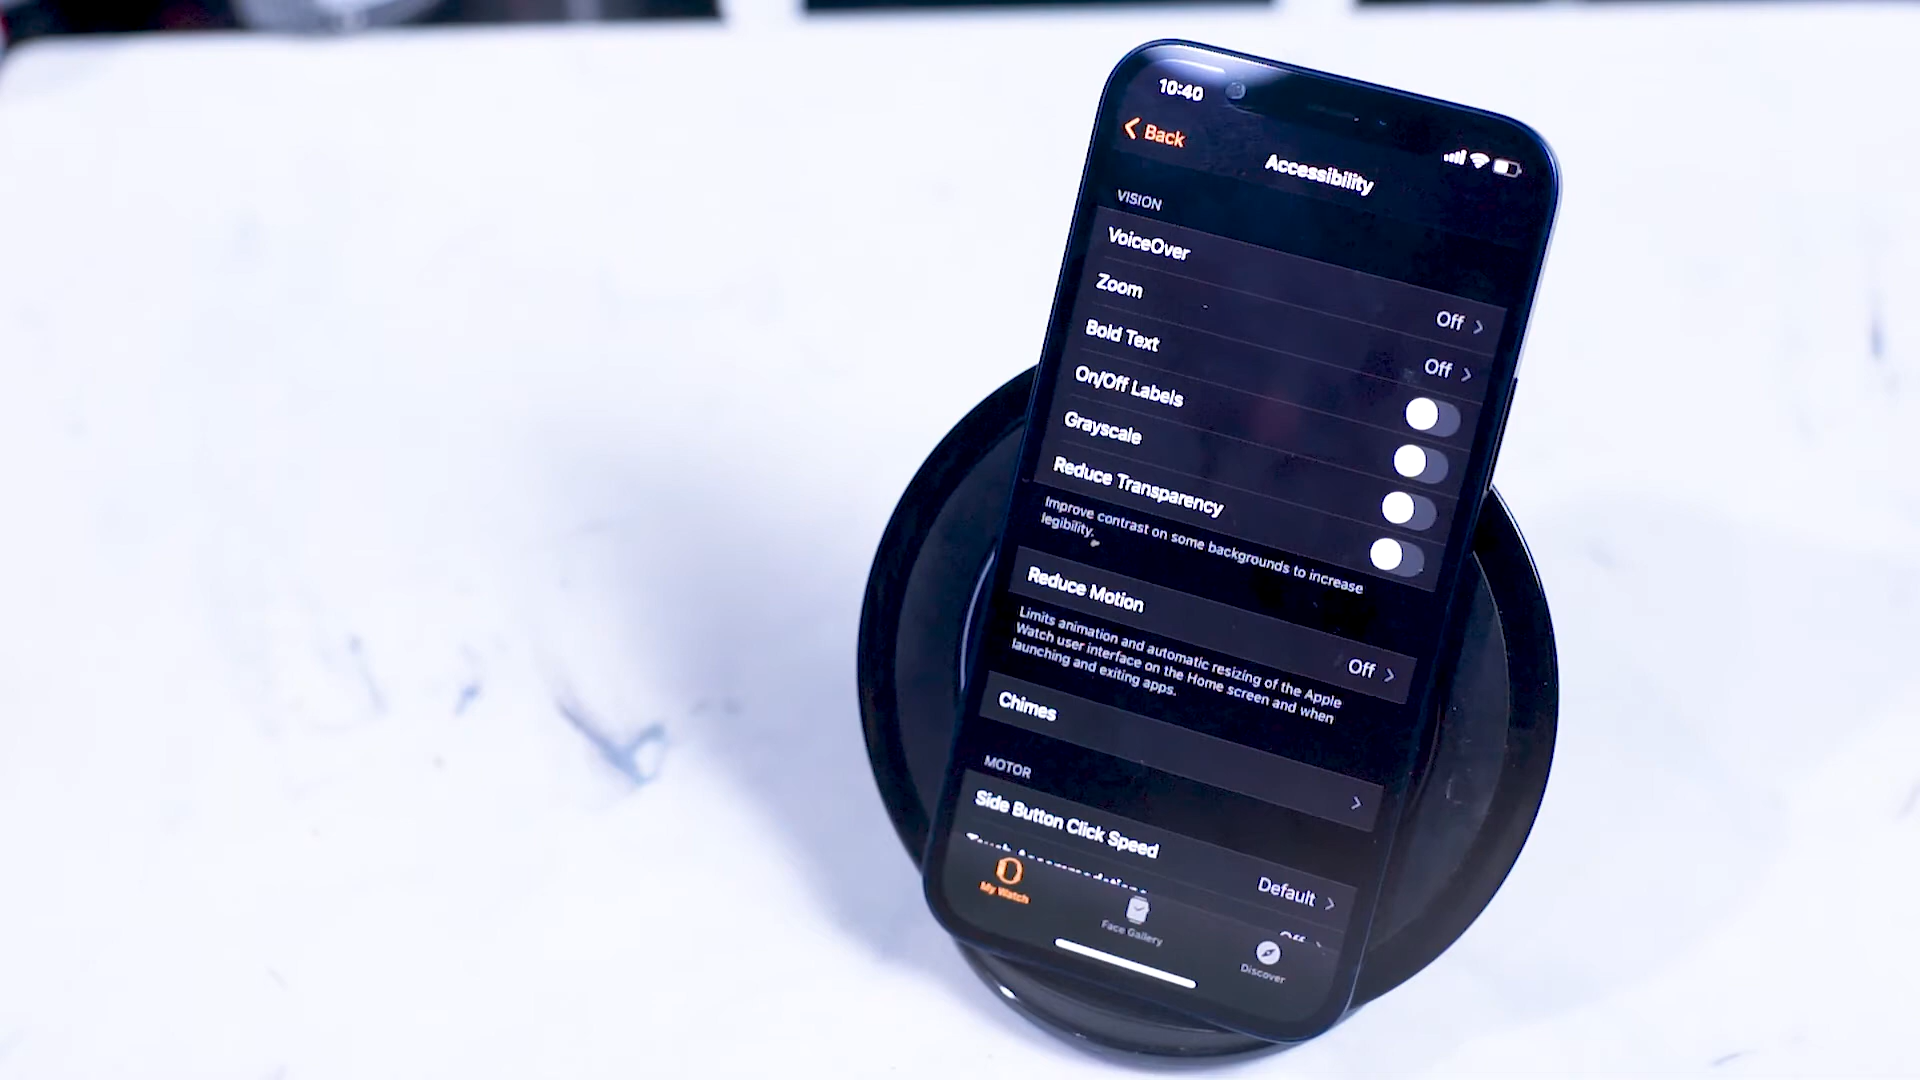 10:40
Back
Accessibility
VISION
VoiceOver Off
Zoom Off
Bold Text
On/Off Labels
Grayscale
Reduce Transparency
Improve contrast on some backgrounds to increase
legibility.
Reduce Motion Off
Limits animation and automatic resizing of the Apple
Watch user interface on the Home screen and when
launching and exiting apps.
Chimes
MOTOR
Side Button Click Speed Default
My Watch
Face Gallery
Discover